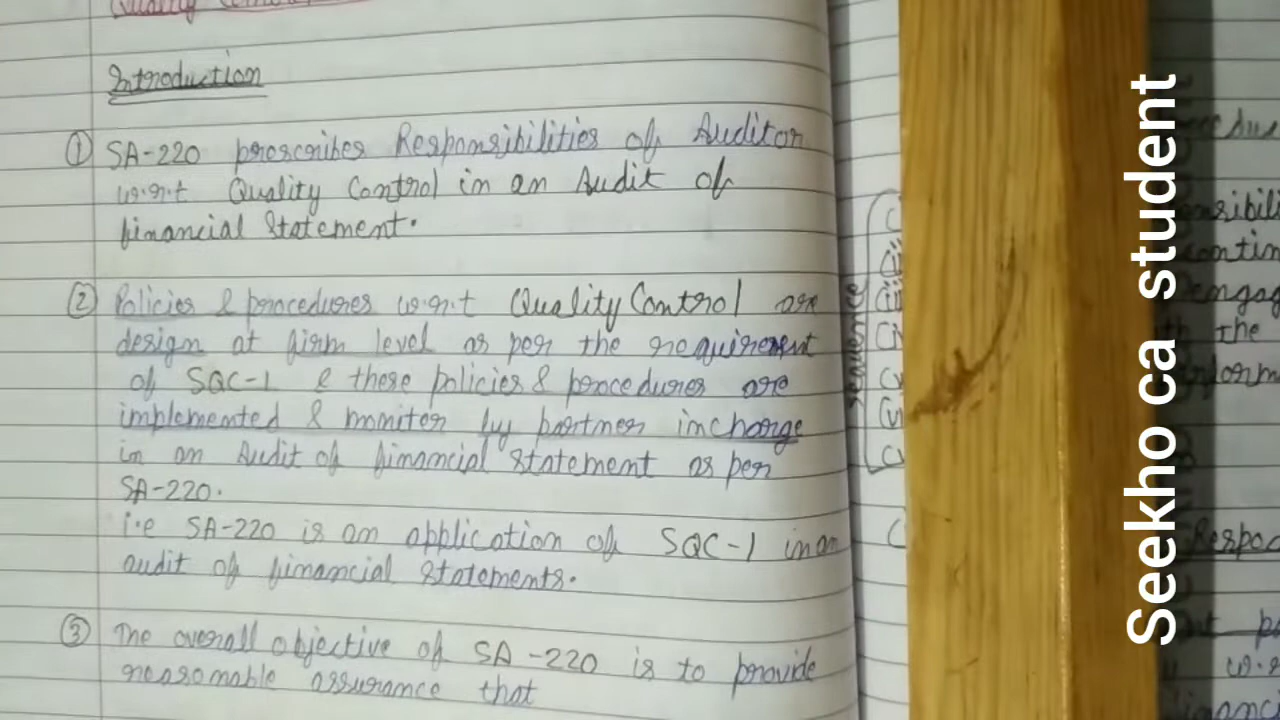 Quality
Introduction
① SA-220 prescribes Responsibilities of Auditor
w.r.t Quality Control in an Audit of
financial Statement.
② Policies & procedures w.r.t Quality Control are
design at firm level as per the requirement
of SQC-1 & these policies & procedures are
implemented & moniter by partner incharge
in an Audit of financial statement as per
SA-220.
i.e SA-220 is an application of SQC-1 in an
audit of financial statements.
③ The overall objective of SA-220 is to provide
reasonable assurance that
Seekho ca student
the